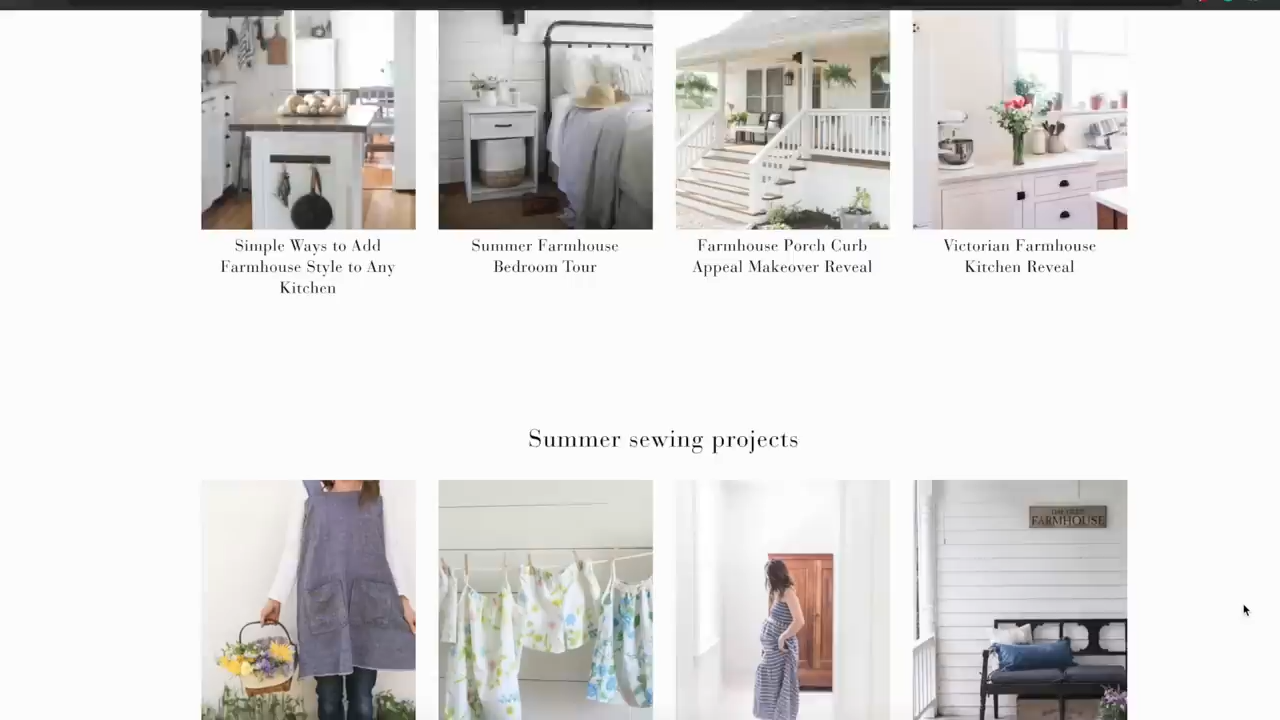 Simple Ways to Add
Farmhouse Style to Any
Kitchen
Summer Farmhouse
Bedroom Tour
Farmhouse Porch Curb
Appeal Makeover Reveal
Victorian Farmhouse
Kitchen Reveal
Summer sewing projects
FARMHOUSE